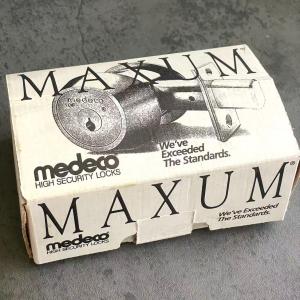 MAXUM™
medeco
We've
Exceeded
The Standards.
medeco®
HIGH SECURITY LOCKS
MAXUM
We've Exceeded
The Standards.
medeco®
HIGH SECURITY LOCKS